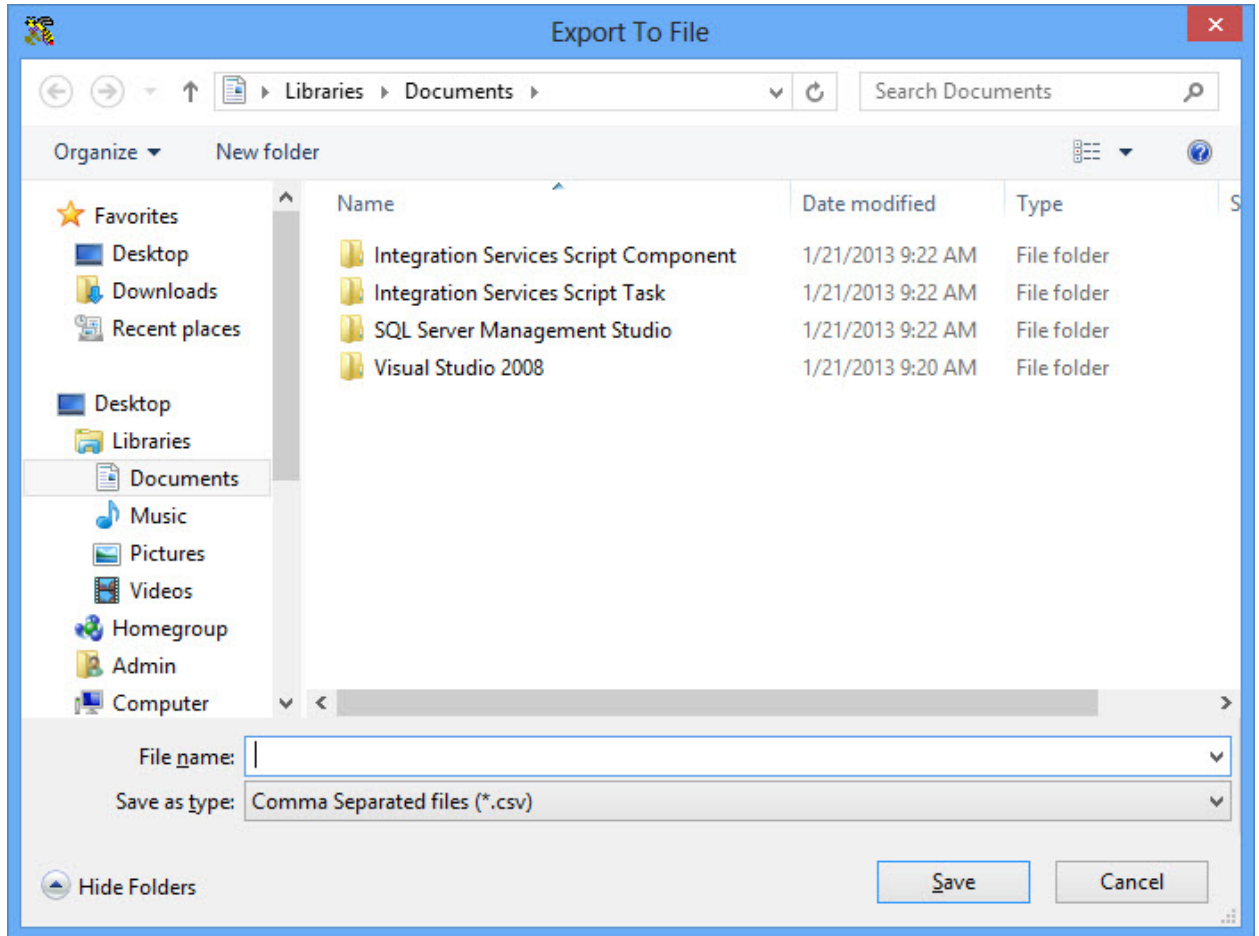 Export To File
Libraries Documents Search Documents
Organize New folder
Name Date modified Type S
Favorites
Desktop
Downloads
Recent places
Desktop
Libraries
Documents
Music
Pictures
Videos
Homegroup
Admin
Computer
Integration Services Script Component 1/21/2013 9:22 AM File folder
Integration Services Script Task 1/21/2013 9:22 AM File folder
SQL Server Management Studio 1/21/2013 9:22 AM File folder
Visual Studio 2008 1/21/2013 9:20 AM File folder
File name:
Save as type: Comma Separated files (*.csv)
Hide Folders Save Cancel